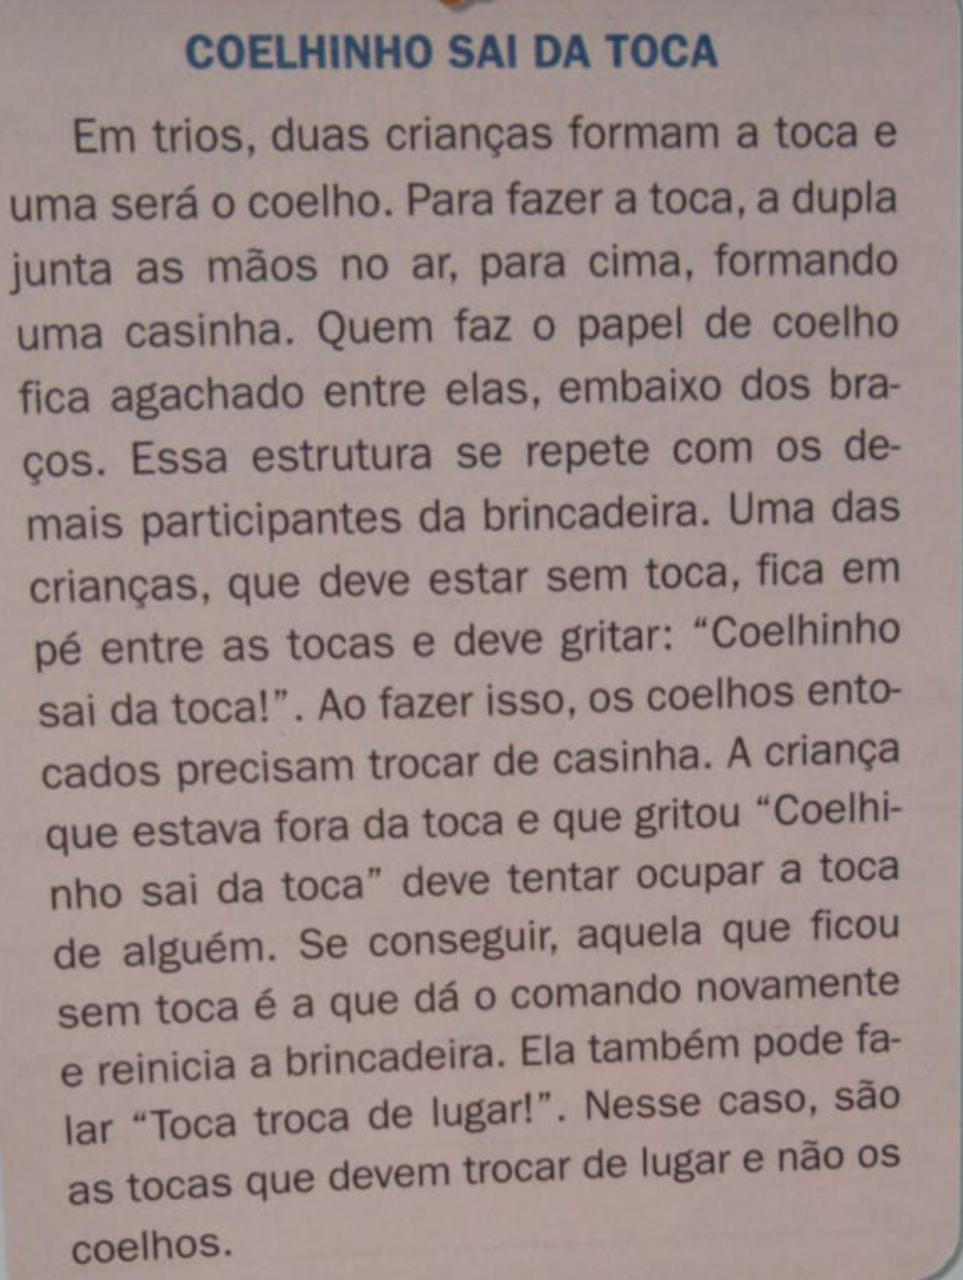 COELHINHO SAI DA TOCA
Em trios, duas crianças formam a toca e
uma será o coelho. Para fazer a toca, a dupla
junta as mãos no ar, para cima, formando
uma casinha. Quem faz o papel de coelho
fica agachado entre elas, embaixo dos bra-
ços. Essa estrutura se repete com os de-
mais participantes da brincadeira. Uma das
crianças, que deve estar sem toca, fica em
pé entre as tocas e deve gritar: “Coelhinho
sai da toca!”. Ao fazer isso, os coelhos ento-
cados precisam trocar de casinha. A criança
que estava fora da toca e que gritou “Coelhi-
nho sai da toca” deve tentar ocupar a toca
de alguém. Se conseguir, aquela que ficou
sem toca é a que dá o comando novamente
e reinicia a brincadeira. Ela também pode fa-
lar “Toca troca de lugar!”. Nesse caso, são
as tocas que devem trocar de lugar e não os
coelhos.